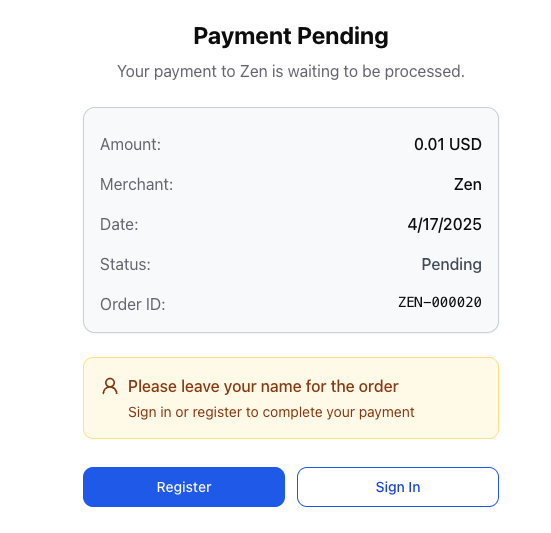 Payment Pending
Your payment to Zen is waiting to be processed.
Amount: 0.01 USD
Merchant: Zen
Date: 4/17/2025
Status: Pending
Order ID: ZEN-000020
Please leave your name for the order
Sign in or register to complete your payment
Register Sign In